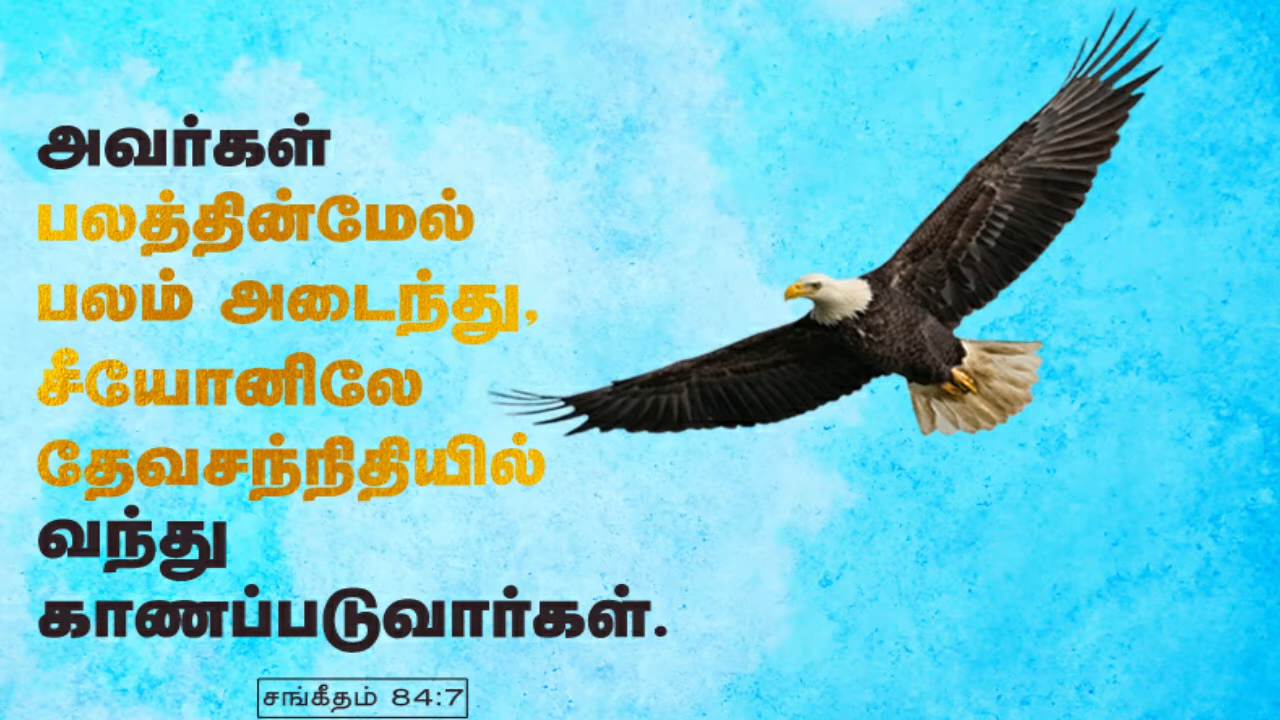 அவர்கள்
பலத்தின்மேல்
பலம் அடைந்து,
சீயோனிலே
தேவசந்நிதியில்
வந்து
காணப்படுவார்கள்.
சங்கீதம் 84:7